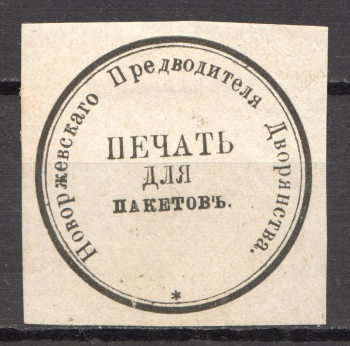 Новоржевскаго Предводителя Дворянства.
ПЕЧАТЬ
ДЛЯ
ПАКЕТОВЪ.
*